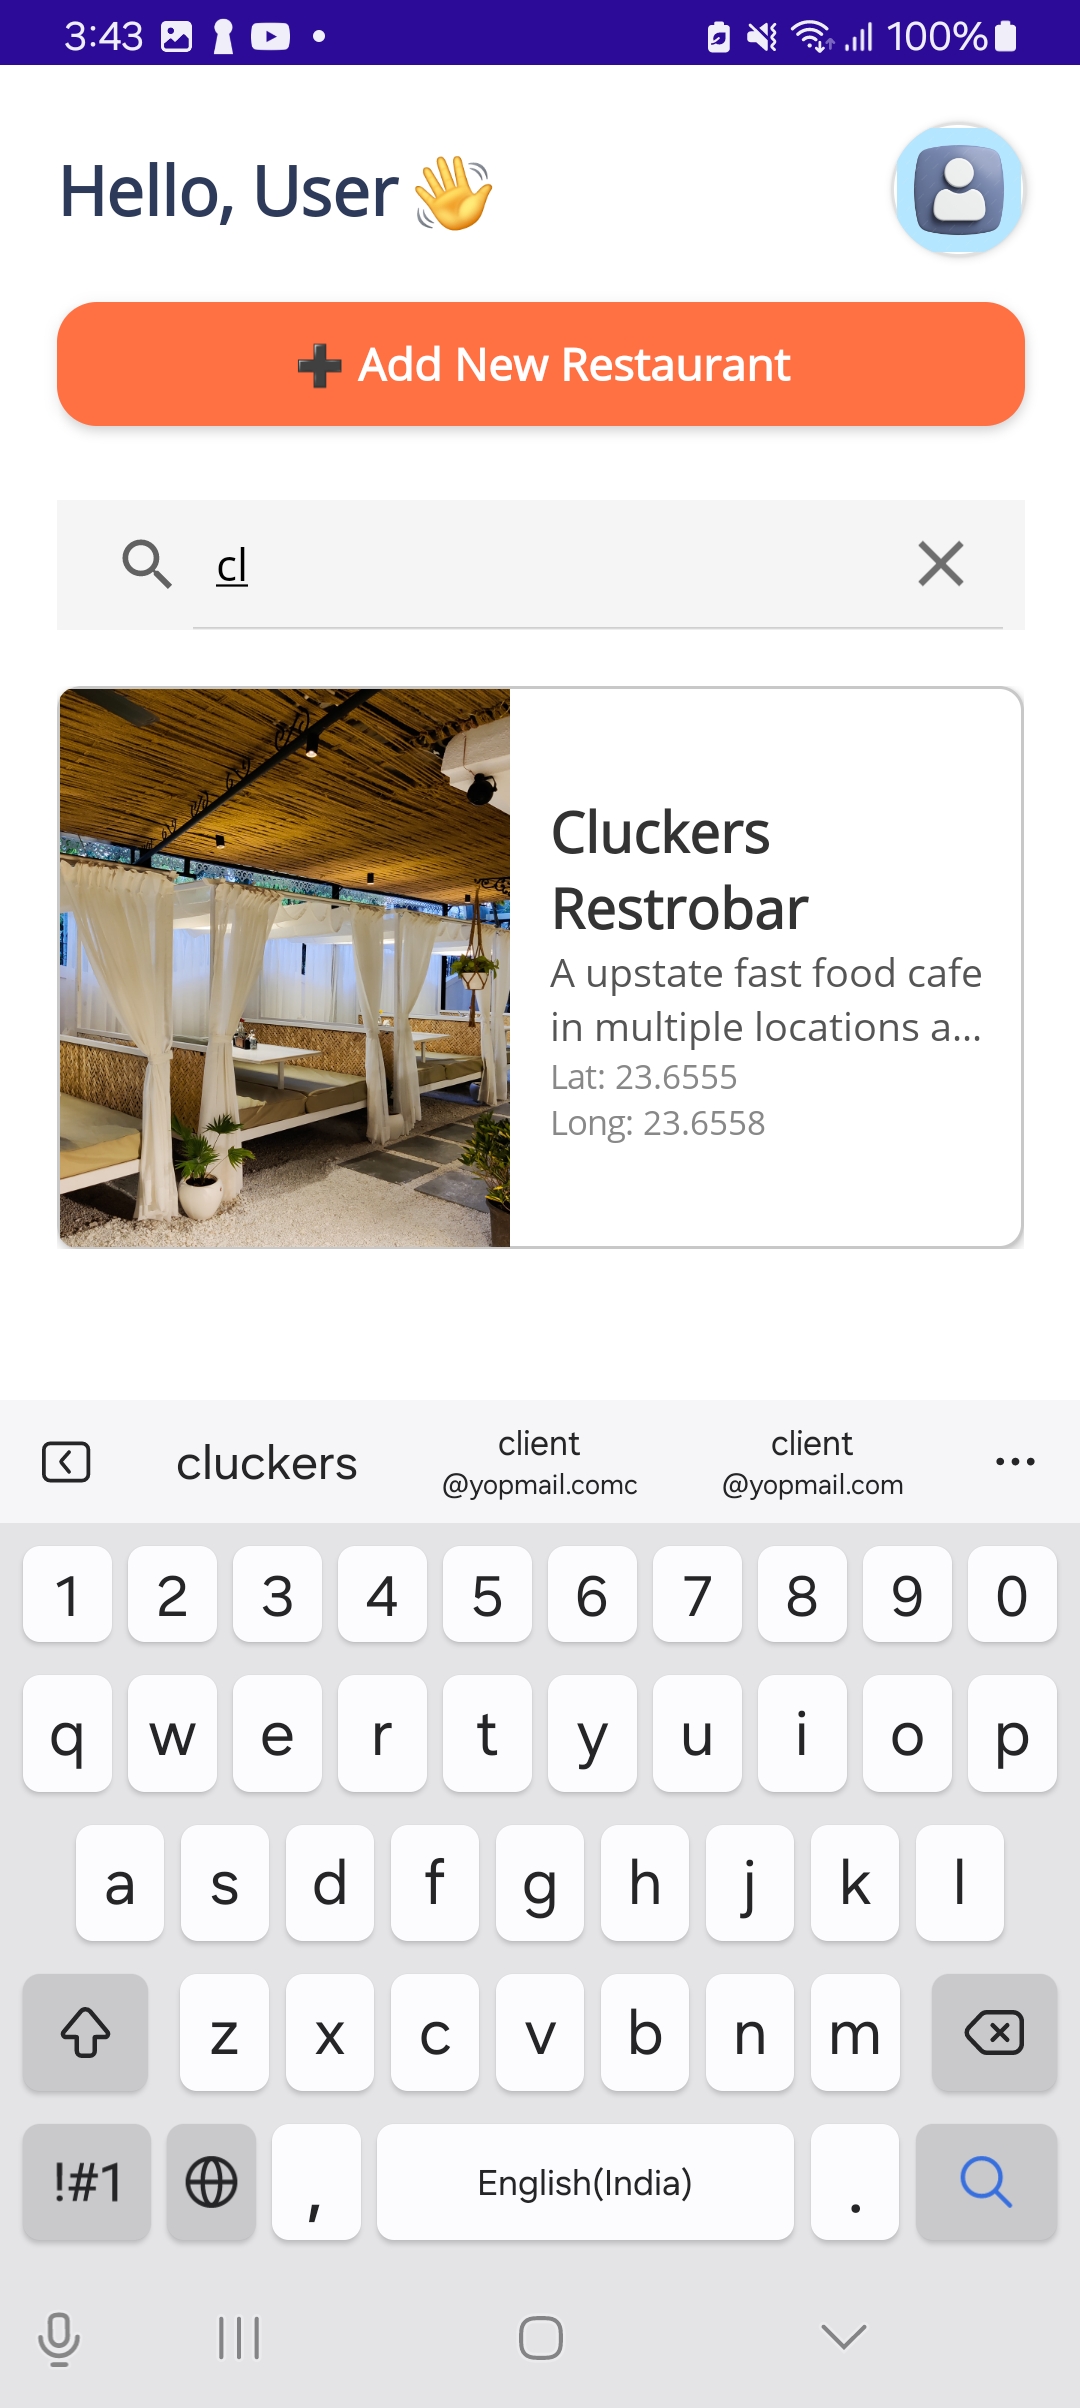 3:43
100%
Hello, User 👋
➕ Add New Restaurant
cl
Cluckers
Restrobar
A upstate fast food cafe
in multiple locations a...
Lat: 23.6555
Long: 23.6558
cluckers
client
@yopmail.comc
client
@yopmail.com
...
1 2 3 4 5 6 7 8 9 0
q w e r t y u i o p
a s d f g h j k l
z x c v b n m
!#1 , English(India) .